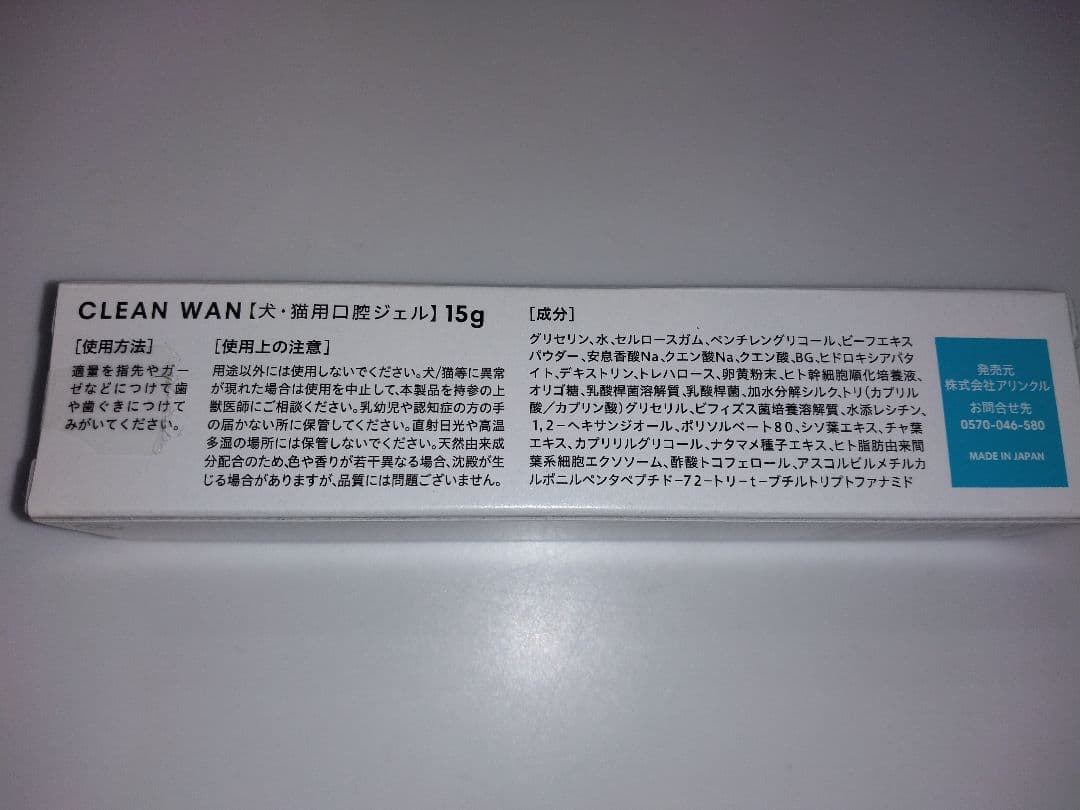 CLEAN WAN【犬・猫用口腔ジェル】15g
［使用方法］
適量を指先やガー
ゼなどにつけて歯
や歯ぐきにつけて
みがいてください。
［使用上の注意］
用途以外には使用しないでください。犬/猫等に異常
が現れた場合は使用を中止して、本製品を持参の上
獣医師にご相談ください。乳幼児や認知症の方の手
の届かない所に保管してください。直射日光や高温
多湿の場所には保管しないでください。天然由来成
分配合のため、色や香りが若干異なる場合、沈殿が生
じる場合がありますが、品質には問題ございません。
［成分］
グリセリン、水、セルロースガム、ペンチレングリコール、ビーフエキス
パウダー、安息香酸Na、クエン酸Na、クエン酸、BG、ヒドロキシアパタ
イト、デキストリン、トレハロース、卵黄粉末、ヒト幹細胞順化培養液、
オリゴ糖、乳酸桿菌溶解質、乳酸桿菌、加水分解シルク、トリ（カプリル
酸／カプリン酸）グリセリル、ビフィズス菌培養溶解質、水添レシチン、
1，2－ヘキサンジオール、ポリソルベート80、シソ葉エキス、チャ葉
エキス、カプリリルグリコール、ナタマメ種子エキス、ヒト脂肪由来間
葉系細胞エクソソーム、酢酸トコフェロール、アスコルビルメチルカ
ルボニルペンタペプチド－72－トリ－t－ブチルトリプトファナミド
発売元
株式会社アリンクル
お問合せ先
0570-046-580
MADE IN JAPAN